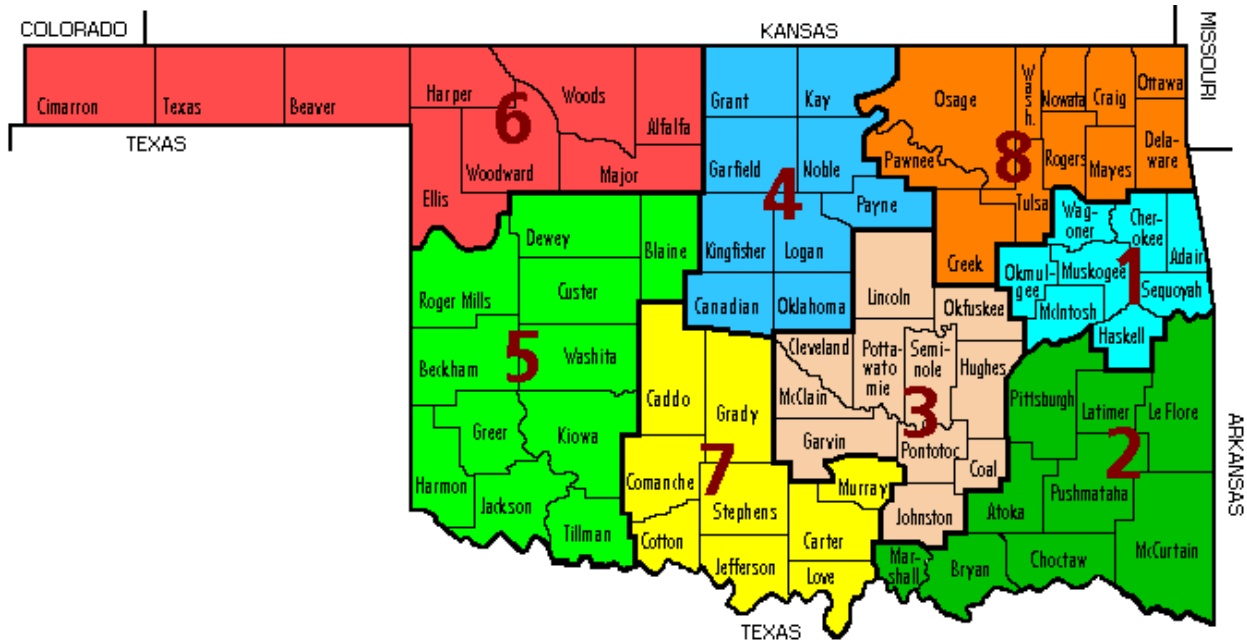 COLORADO
KANSAS
MISSOURI
Cimarron
Texas
Beaver
Harper
Woods
Alfalfa
6
Woodward
Major
Ellis
TEXAS
Grant
Kay
Garfield
Noble
4
Payne
Kingfisher
Logan
Canadian
Oklahoma
Osage
Wash.
Nowata
Craig
Ottawa
Pawnee
8
Rogers
Mayes
Dela-
ware
Tulsa
Creek
Wag-
oner
Cher-
okee
Adair
Okmul-
gee
Muskogee
1
Sequoyah
McIntosh
Haskell
Dewey
Blaine
Custer
Roger Mills
5
Washita
Beckham
Greer
Kiowa
Harmon
Jackson
Tillman
Caddo
Grady
7
Comanche
Stephens
Murray
Cotton
Carter
Jefferson
Love
Lincoln
Okfuskee
Cleveland
Potta-
wato
mie
Semi-
nole
Hughes
McClain
3
Garvin
Pontotoc
Coal
Johnston
Pittsburgh
Latimer
Le Flore
2
Pushmataha
Atoka
Mar-
shall
Bryan
Choctaw
McCurtain
ARKANSAS
TEXAS